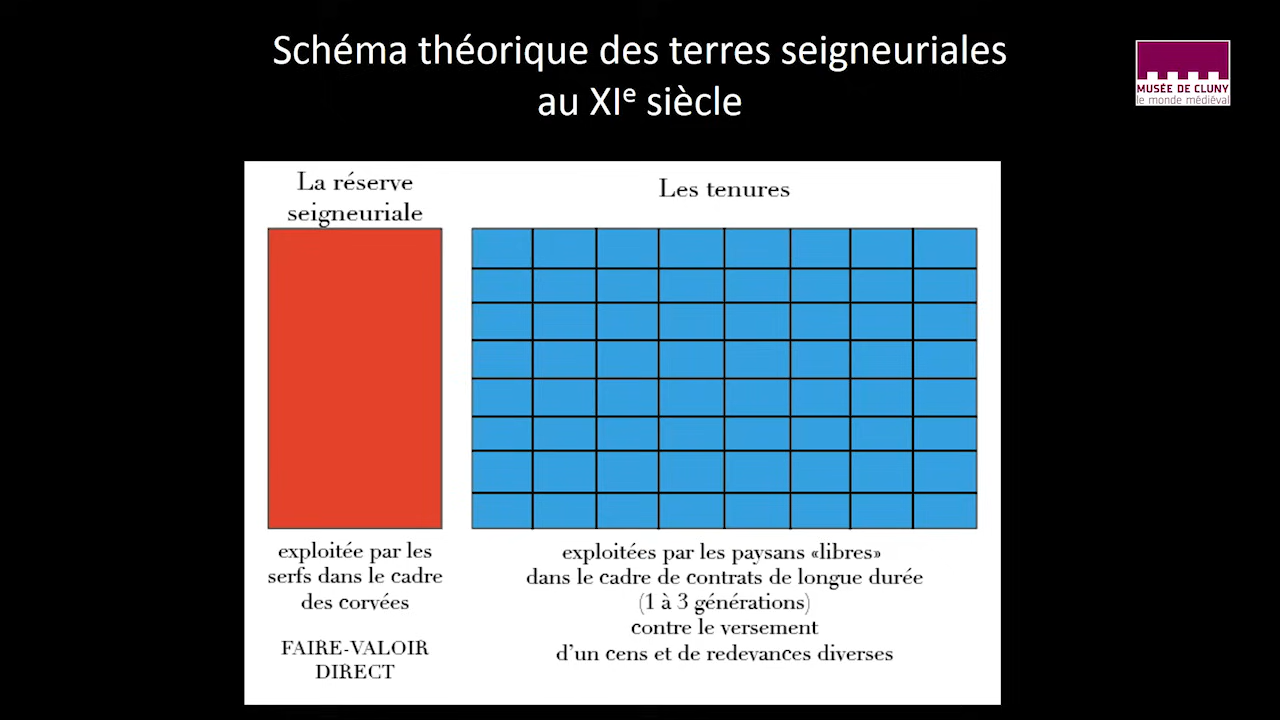 Schéma théorique des terres seigneuriales
au XIe siècle
MUSÉE DE CLUNY
le monde médiéval
La réserve
seigneuriale
Les tenures
exploitée par les
serfs dans le cadre
des corvées
FAIRE-VALOIR
DIRECT
exploitées par les paysans «libres»
dans le cadre de contrats de longue durée
(1 à 3 générations)
contre le versement
d’un cens et de redevances diverses